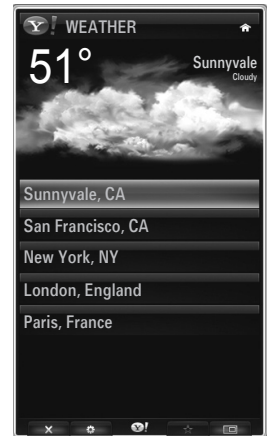 Y! WEATHER
51°
Sunnyvale
Cloudy
Sunnyvale, CA
San Francisco, CA
New York, NY
London, England
Paris, France
Y!